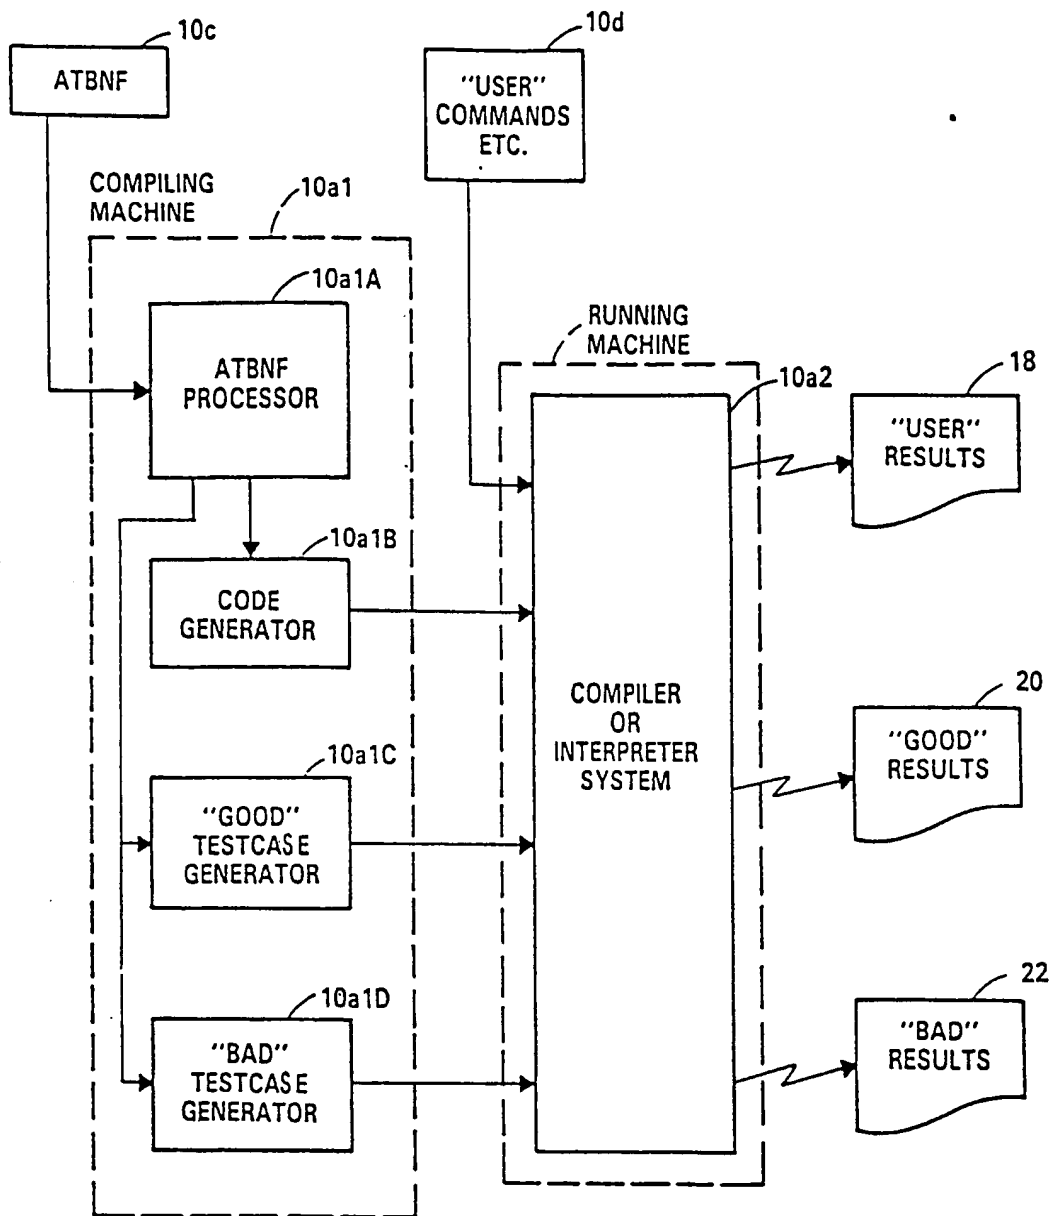 10c
ATBNF
10d
"USER"
COMMANDS
ETC.
COMPILING
MACHINE
10a1
10a1A
ATBNF
PROCESSOR
10a1B
CODE
GENERATOR
10a1C
"GOOD"
TESTCASE
GENERATOR
10a1D
"BAD"
TESTCASE
GENERATOR
RUNNING
MACHINE
10a2
COMPILER
OR
INTERPRETER
SYSTEM
18
"USER"
RESULTS
20
"GOOD"
RESULTS
22
"BAD"
RESULTS